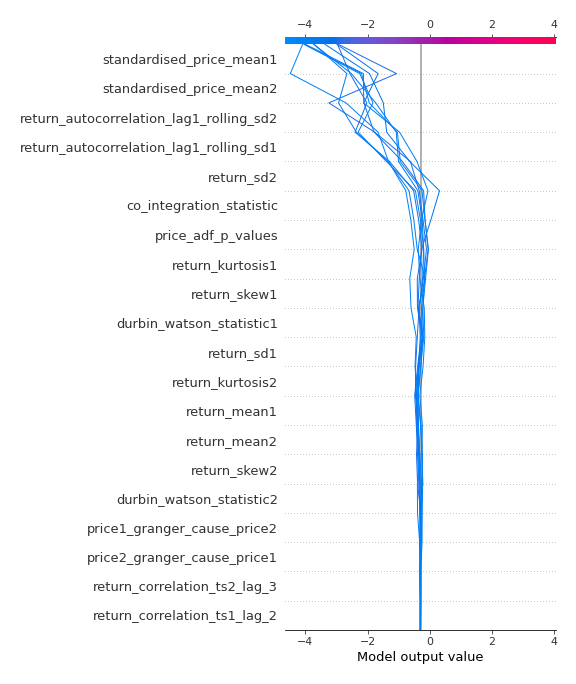 −4 −2 0 2 4
standardised_price_mean1
standardised_price_mean2
return_autocorrelation_lag1_rolling_sd2
return_autocorrelation_lag1_rolling_sd1
return_sd2
co_integration_statistic
price_adf_p_values
return_kurtosis1
return_skew1
durbin_watson_statistic1
return_sd1
return_kurtosis2
return_mean1
return_mean2
return_skew2
durbin_watson_statistic2
price1_granger_cause_price2
price2_granger_cause_price1
return_correlation_ts2_lag_3
return_correlation_ts1_lag_2
−4 −2 0 2 4
Model output value